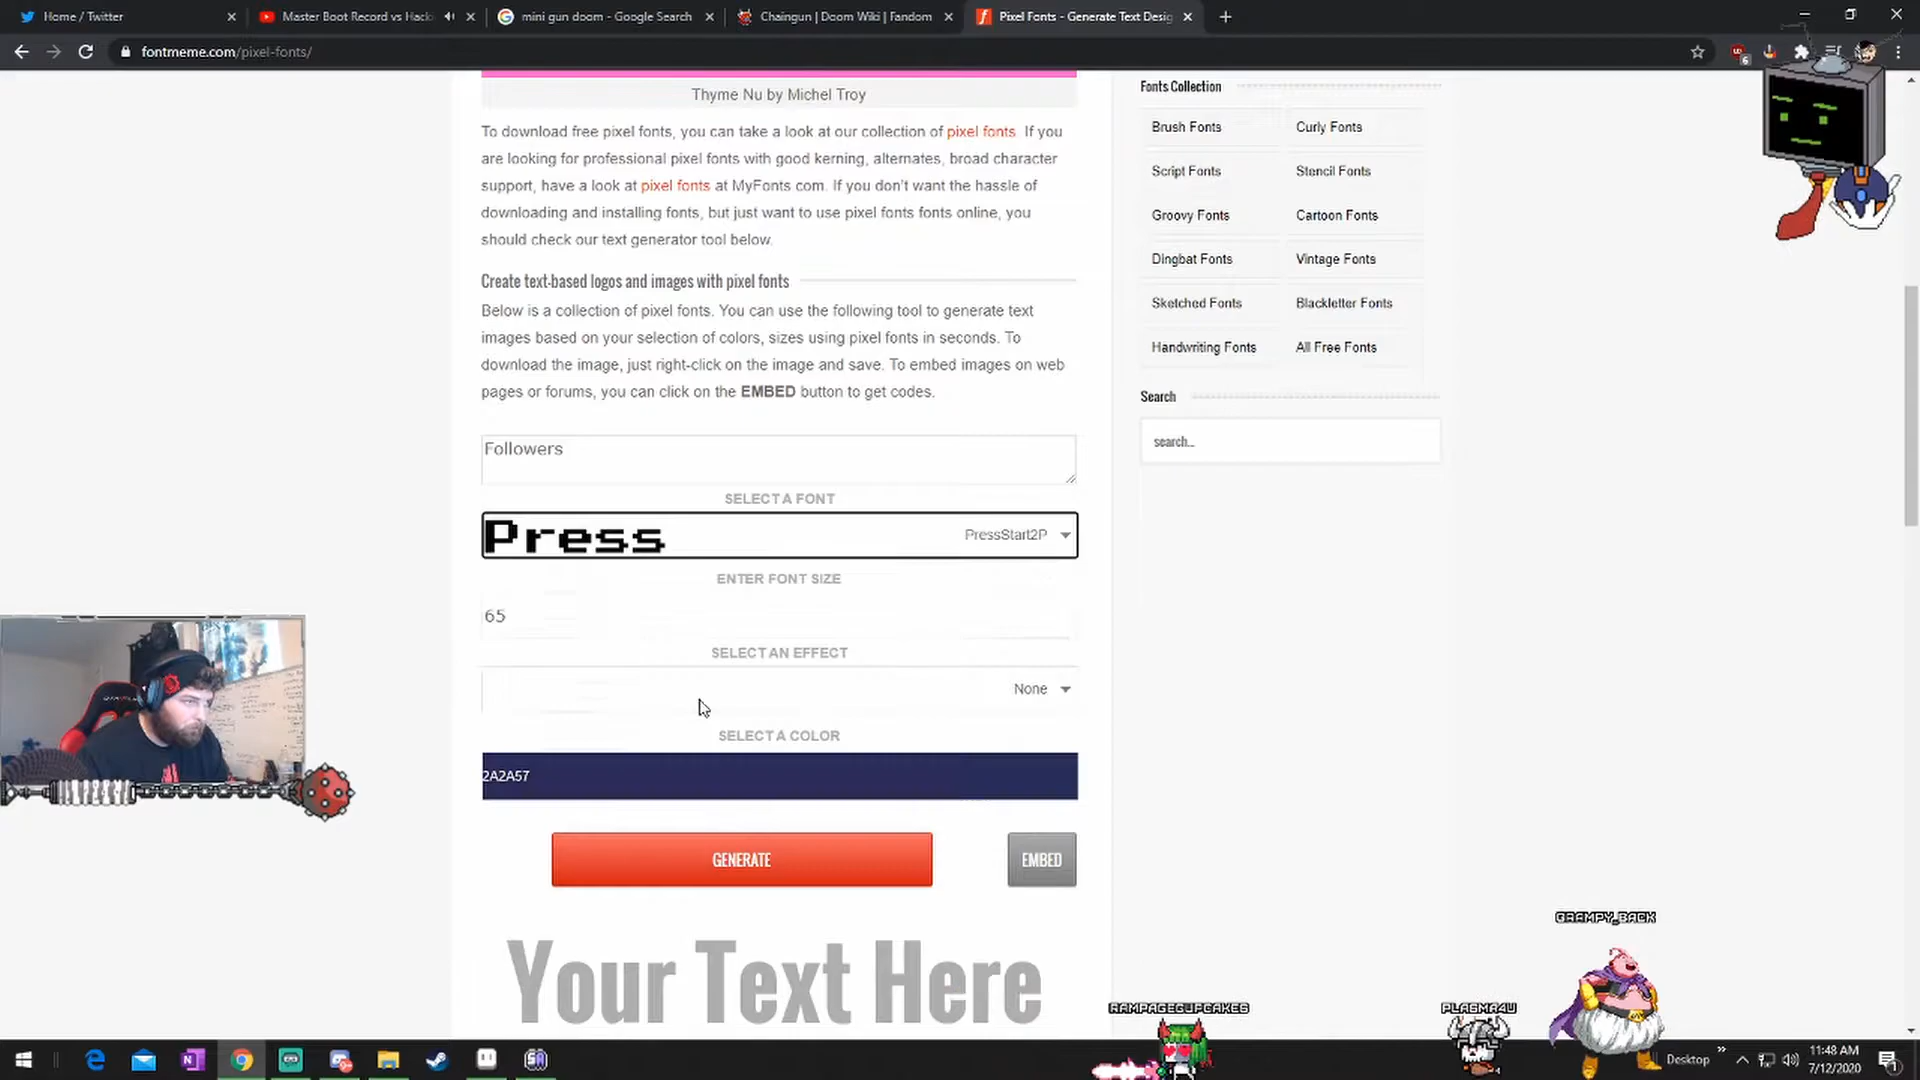 Home / Twitter
Master Boot Record vs Hack
mini gun doom - Google Search
Chaingun | Doom Wiki | Fandom
Pixel Fonts - Generate Text Desig
fontmeme.com/pixel-fonts/
6
Thyme Nu by Michel Troy
To download free pixel fonts, you can take a look at our collection of pixel fonts. If you
are looking for professional pixel fonts with good kerning, alternates, broad character
support, have a look at pixel fonts at MyFonts com. If you don't want the hassle of
downloading and installing fonts, but just want to use pixel fonts fonts online, you
should check our text generator tool below.
Create text-based logos and images with pixel fonts
Below is a collection of pixel fonts. You can use the following tool to generate text
images based on your selection of colors, sizes using pixel fonts in seconds. To
download the image, just right-click on the image and save. To embed images on web
pages or forums, you can click on the EMBED button to get codes.
Followers
SELECT A FONT
Press
PressStart2P
ENTER FONT SIZE
65
SELECT AN EFFECT
None
SELECT A COLOR
2A2A57
GENERATE
EMBED
Your Text Here
Fonts Collection
Brush Fonts
Curly Fonts
Script Fonts
Stencil Fonts
Groovy Fonts
Cartoon Fonts
Dingbat Fonts
Vintage Fonts
Sketched Fonts
Blackletter Fonts
Handwriting Fonts
All Free Fonts
Search
search...
GRAMPY_BACK
RAMPAGECUPCAKES
PLASMA4U
Desktop
11:48 AM
7/12/2020